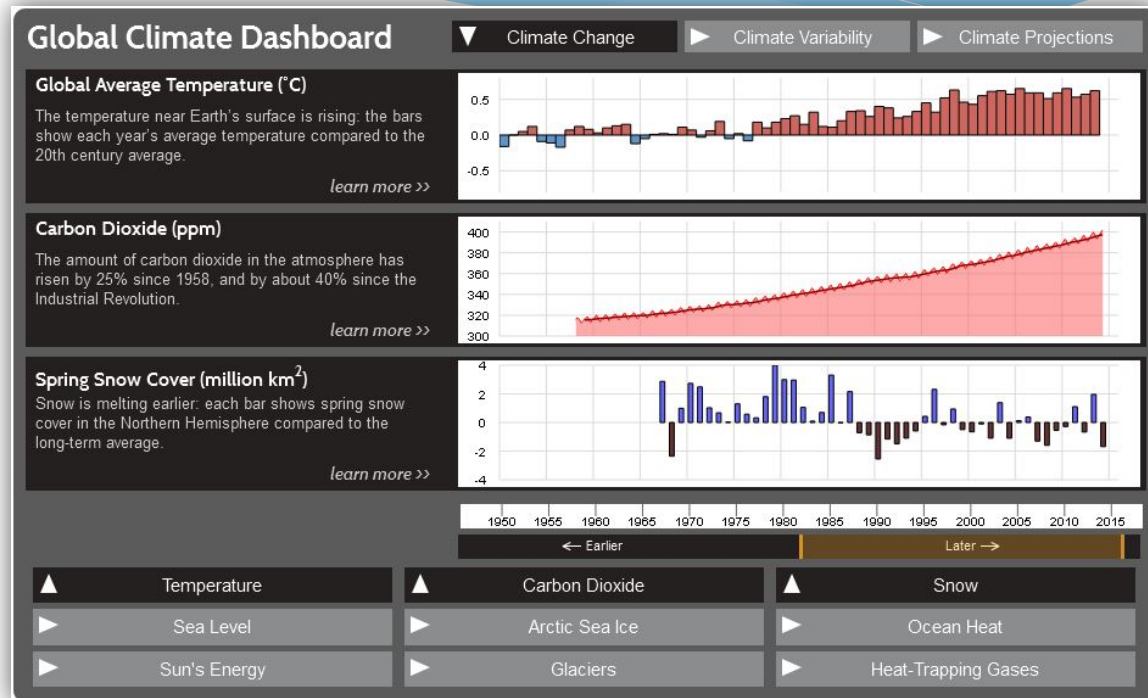 Global Climate Dashboard
Climate Change
Climate Variability
Climate Projections
Global Average Temperature (˚C)
The temperature near Earth's surface is rising: the bars
show each year's average temperature compared to the
20th century average.
learn more >>
0.5
0.0
-0.5
Carbon Dioxide (ppm)
The amount of carbon dioxide in the atmosphere has
risen by 25% since 1958, and by about 40% since the
Industrial Revolution.
learn more >>
400
380
360
340
320
300
Spring Snow Cover (million km²)
Snow is melting earlier: each bar shows spring snow
cover in the Northern Hemisphere compared to the
long-term average.
learn more >>
4
2
0
-2
-4
1950 1955 1960 1965 1970 1975 1980 1985 1990 1995 2000 2005 2010 2015
← Earlier
Later →
Temperature
Carbon Dioxide
Snow
Sea Level
Arctic Sea Ice
Ocean Heat
Sun's Energy
Glaciers
Heat-Trapping Gases